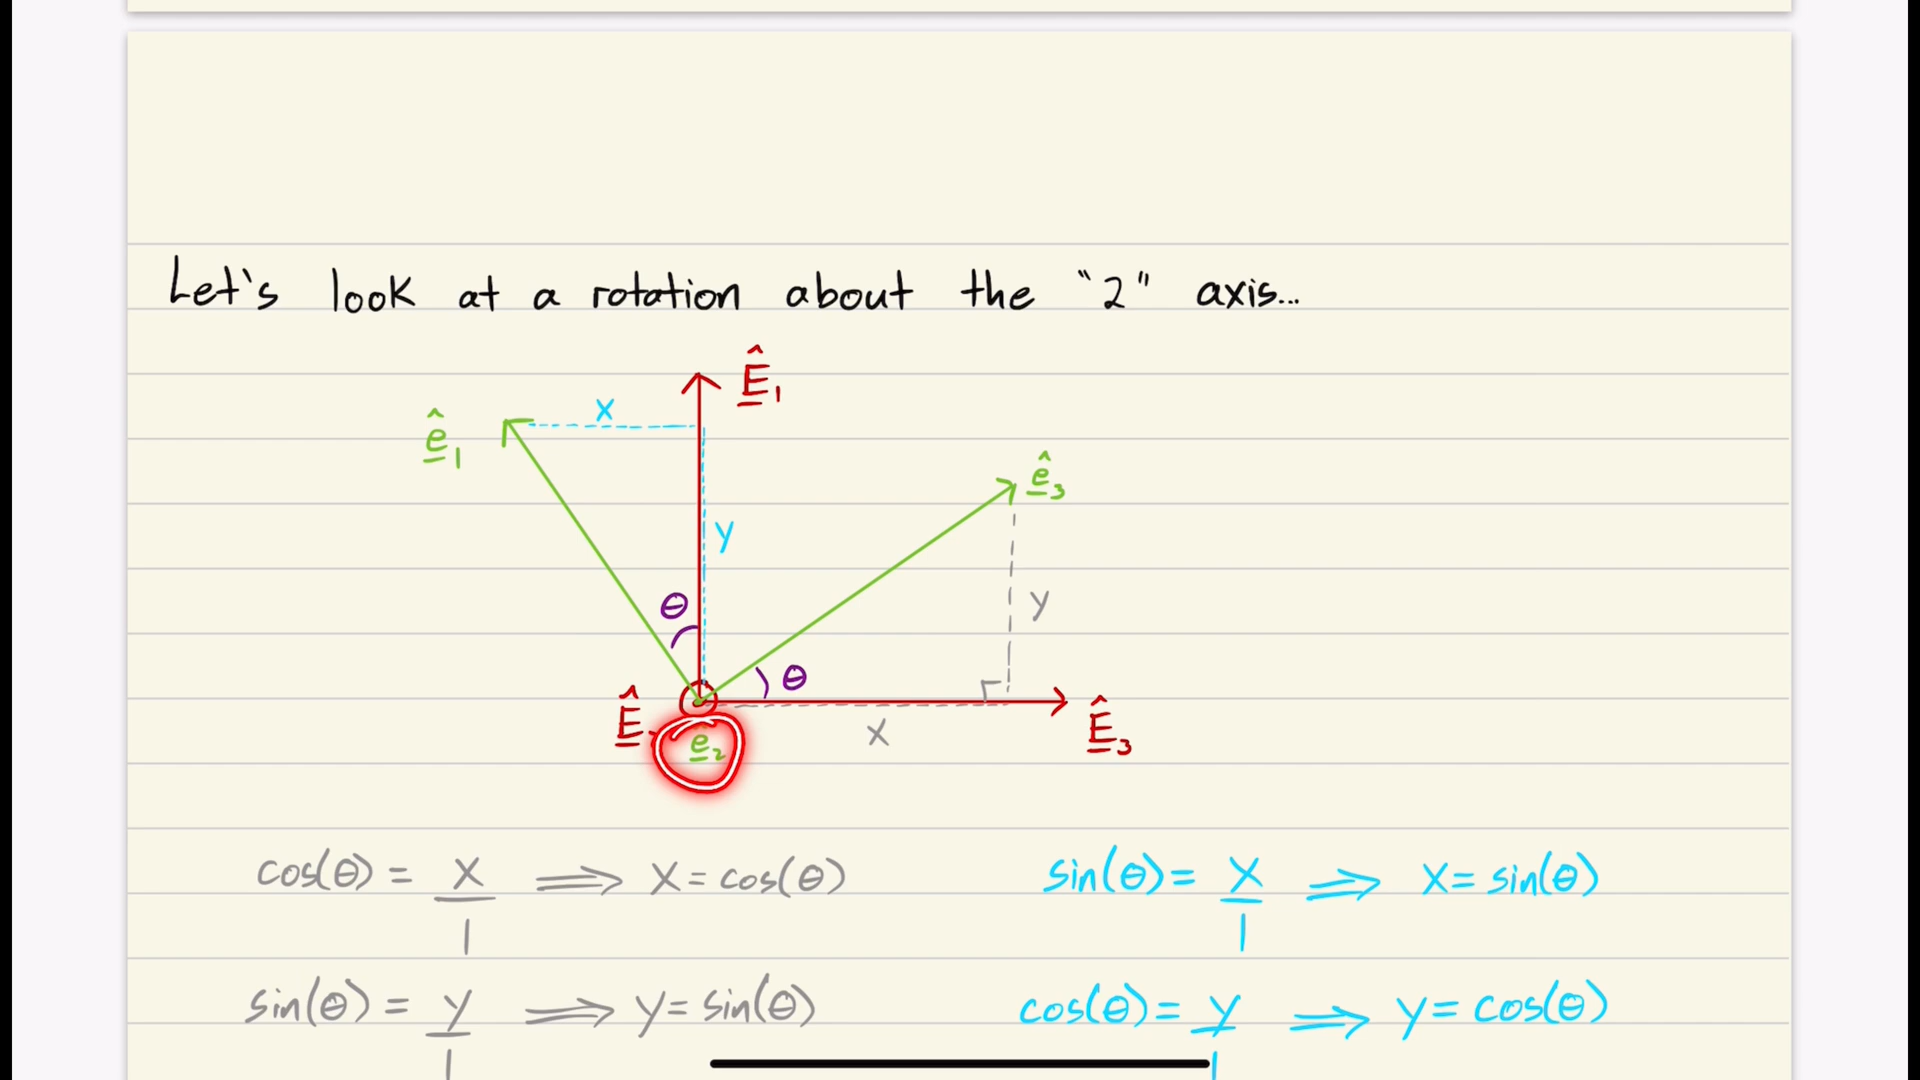 Let's look at a rotation about the "2" axis...
Ê₁
x
ê₁
ê₃
y
θ
y
θ
Ê
e₂
x
Ê₃
cos(θ) = x/1 ⟹ x = cos(θ)
sin(θ) = x/1 ⟹ x = sin(θ)
sin(θ) = y/1 ⟹ y = sin(θ)
cos(θ) = y/1 ⟹ y = cos(θ)